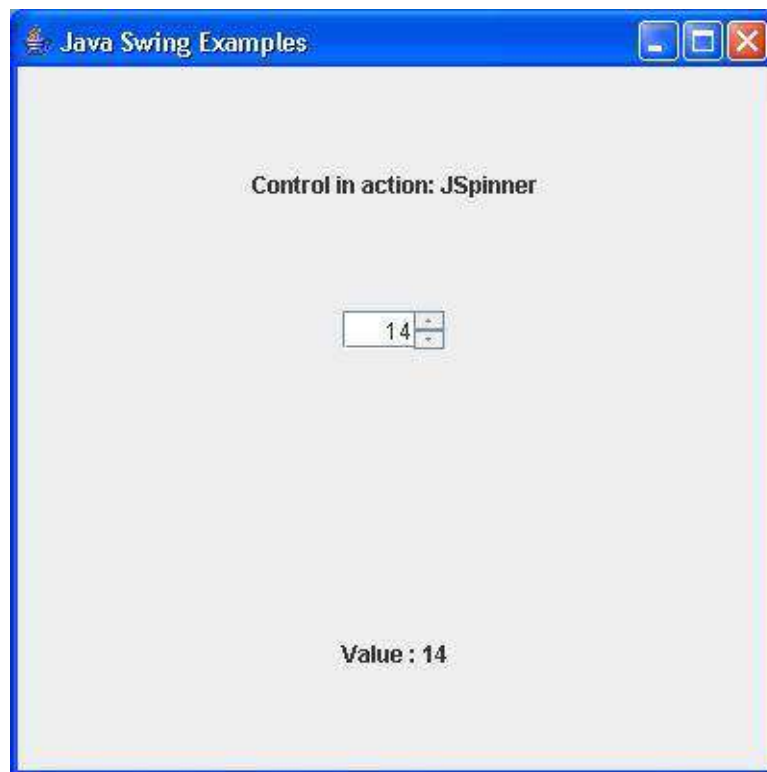 Java Swing Examples
Control in action: JSpinner
14
Value : 14